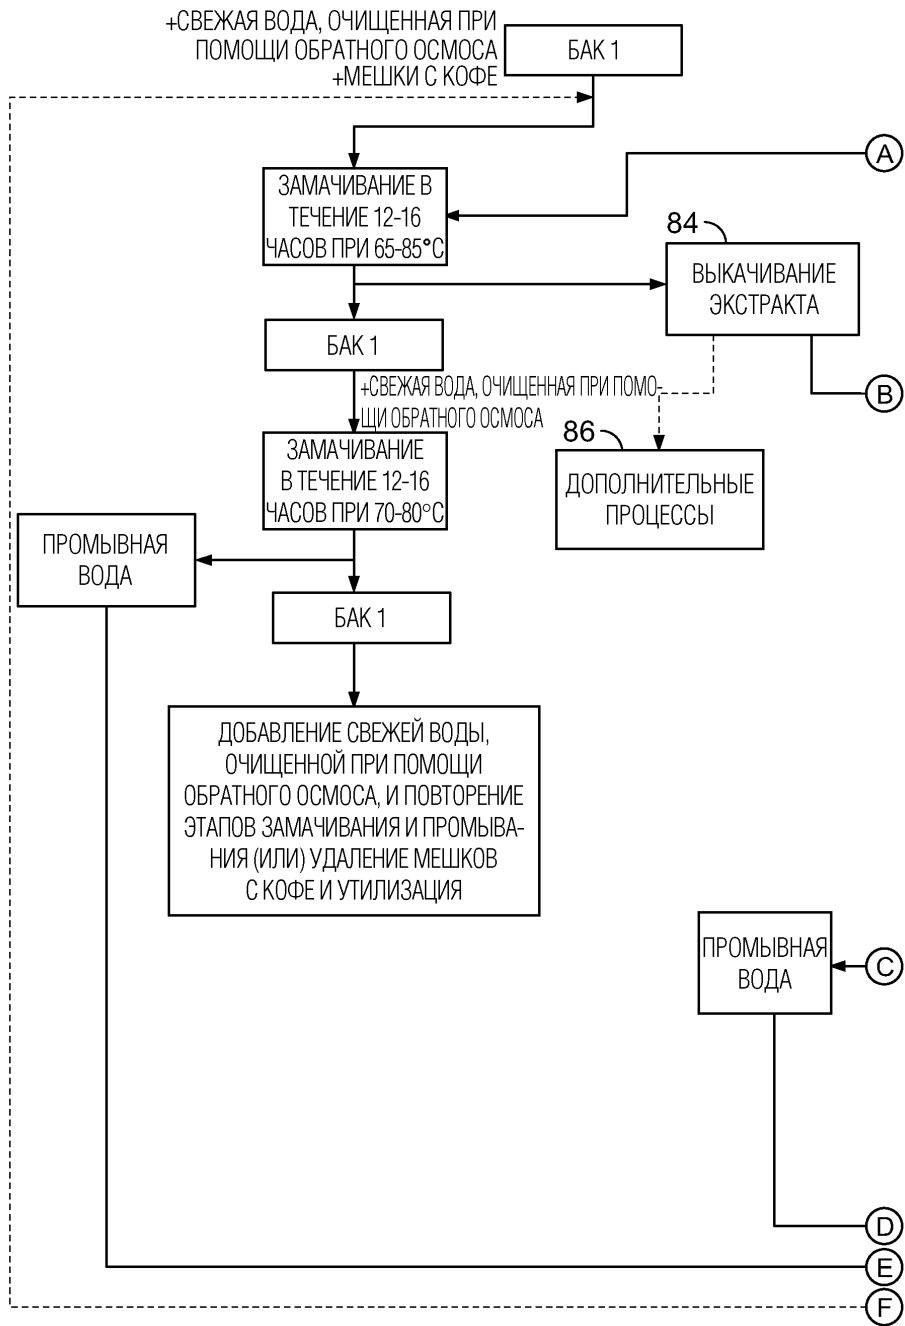 +СВЕЖАЯ ВОДА, ОЧИЩЕННАЯ ПРИ
ПОМОЩИ ОБРАТНОГО ОСМОСА
+МЕШКИ С КОФЕ
БАК 1
A
ЗАМАЧИВАНИЕ В
ТЕЧЕНИЕ 12-16
ЧАСОВ ПРИ 65-85°С
84
ВЫКАЧИВАНИЕ
ЭКСТРАКТА
БАК 1
B
+СВЕЖАЯ ВОДА, ОЧИЩЕННАЯ ПРИ ПОМО-
ЩИ ОБРАТНОГО ОСМОСА
86
ЗАМАЧИВАНИЕ
В ТЕЧЕНИЕ 12-16
ЧАСОВ ПРИ 70-80°С
ДОПОЛНИТЕЛЬНЫЕ
ПРОЦЕССЫ
ПРОМЫВНАЯ
ВОДА
БАК 1
ДОБАВЛЕНИЕ СВЕЖЕЙ ВОДЫ,
ОЧИЩЕННОЙ ПРИ ПОМОЩИ
ОБРАТНОГО ОСМОСА, И ПОВТОРЕНИЕ
ЭТАПОВ ЗАМАЧИВАНИЯ И ПРОМЫВА-
НИЯ (ИЛИ) УДАЛЕНИЕ МЕШКОВ
С КОФЕ И УТИЛИЗАЦИЯ
ПРОМЫВНАЯ
ВОДА
C
D
E
F